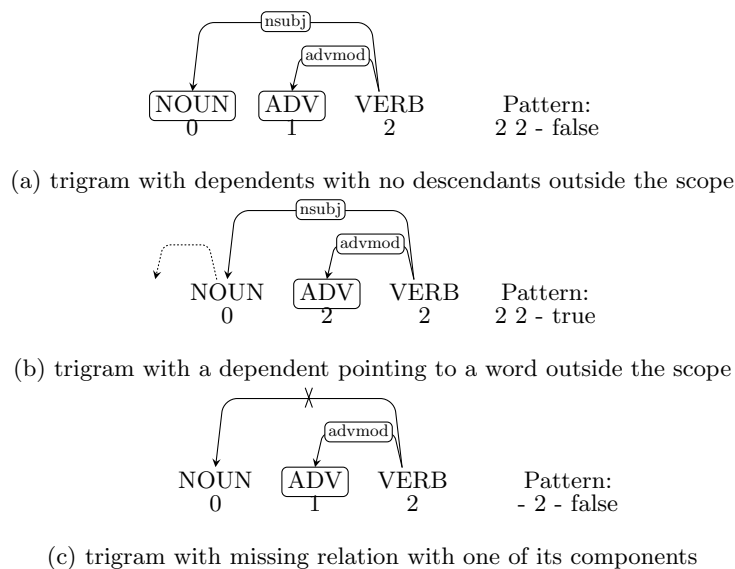 nsubj
advmod
NOUN ADV VERB Pattern:
0 1 2 2 2 - false
(a) trigram with dependents with no descendants outside the scope
nsubj
advmod
NOUN ADV VERB Pattern:
0 2 2 2 2 - true
(b) trigram with a dependent pointing to a word outside the scope
advmod
NOUN ADV VERB Pattern:
0 1 2 - 2 - false
(c) trigram with missing relation with one of its components